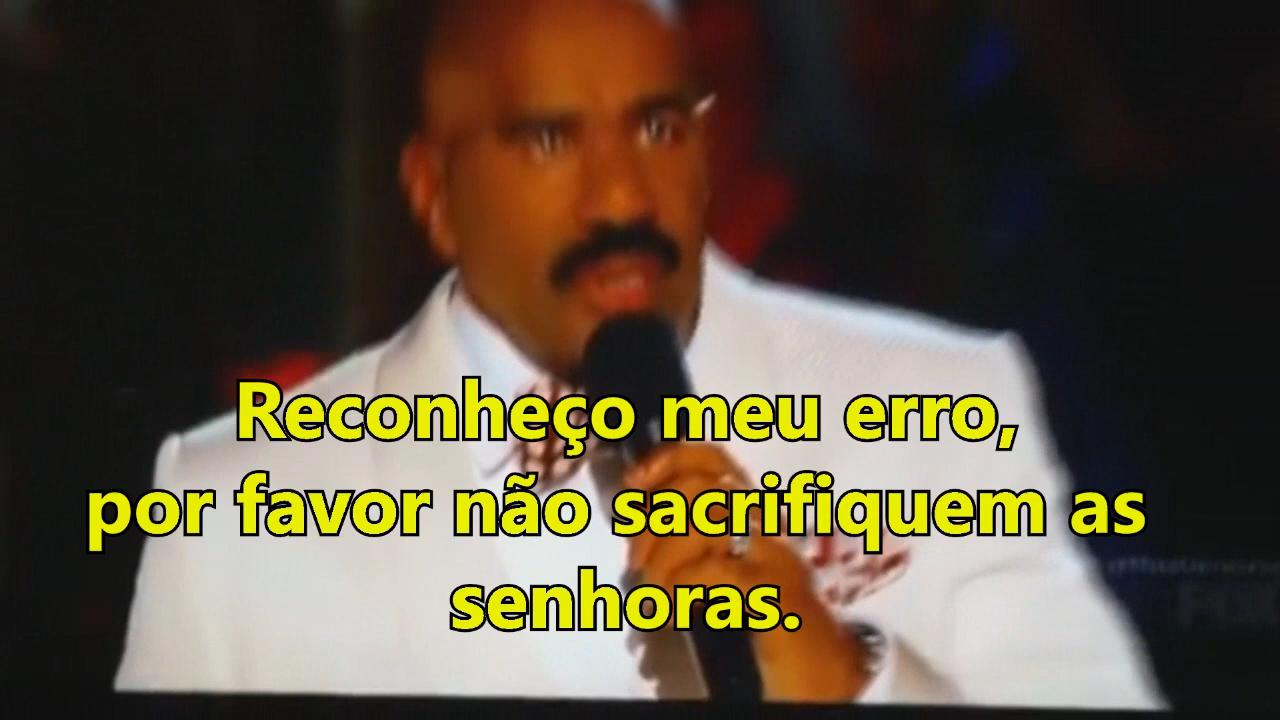 Reconheço meu erro,
por favor não sacrifiquem as
senhoras.